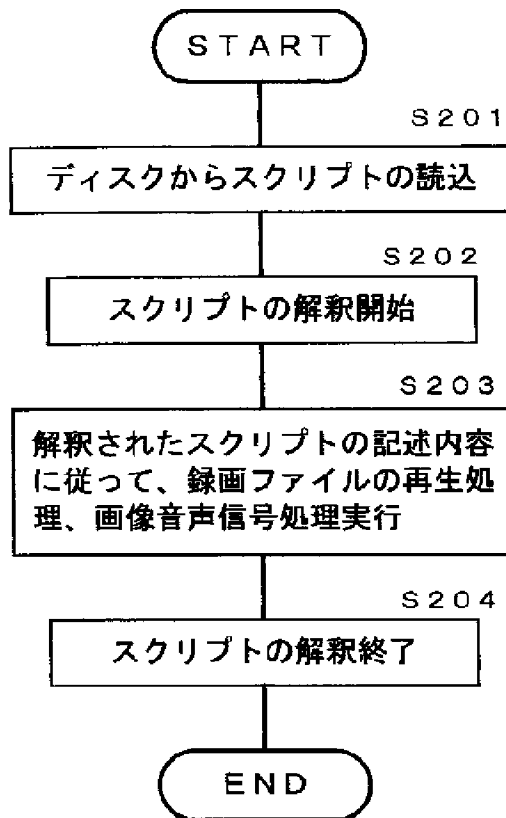 START
S201
ディスクからスクリプトの読込
S202
スクリプトの解釈開始
S203
解釈されたスクリプトの記述内容
に従って、録画ファイルの再生処
理、画像音声信号処理実行
S204
スクリプトの解釈終了
END